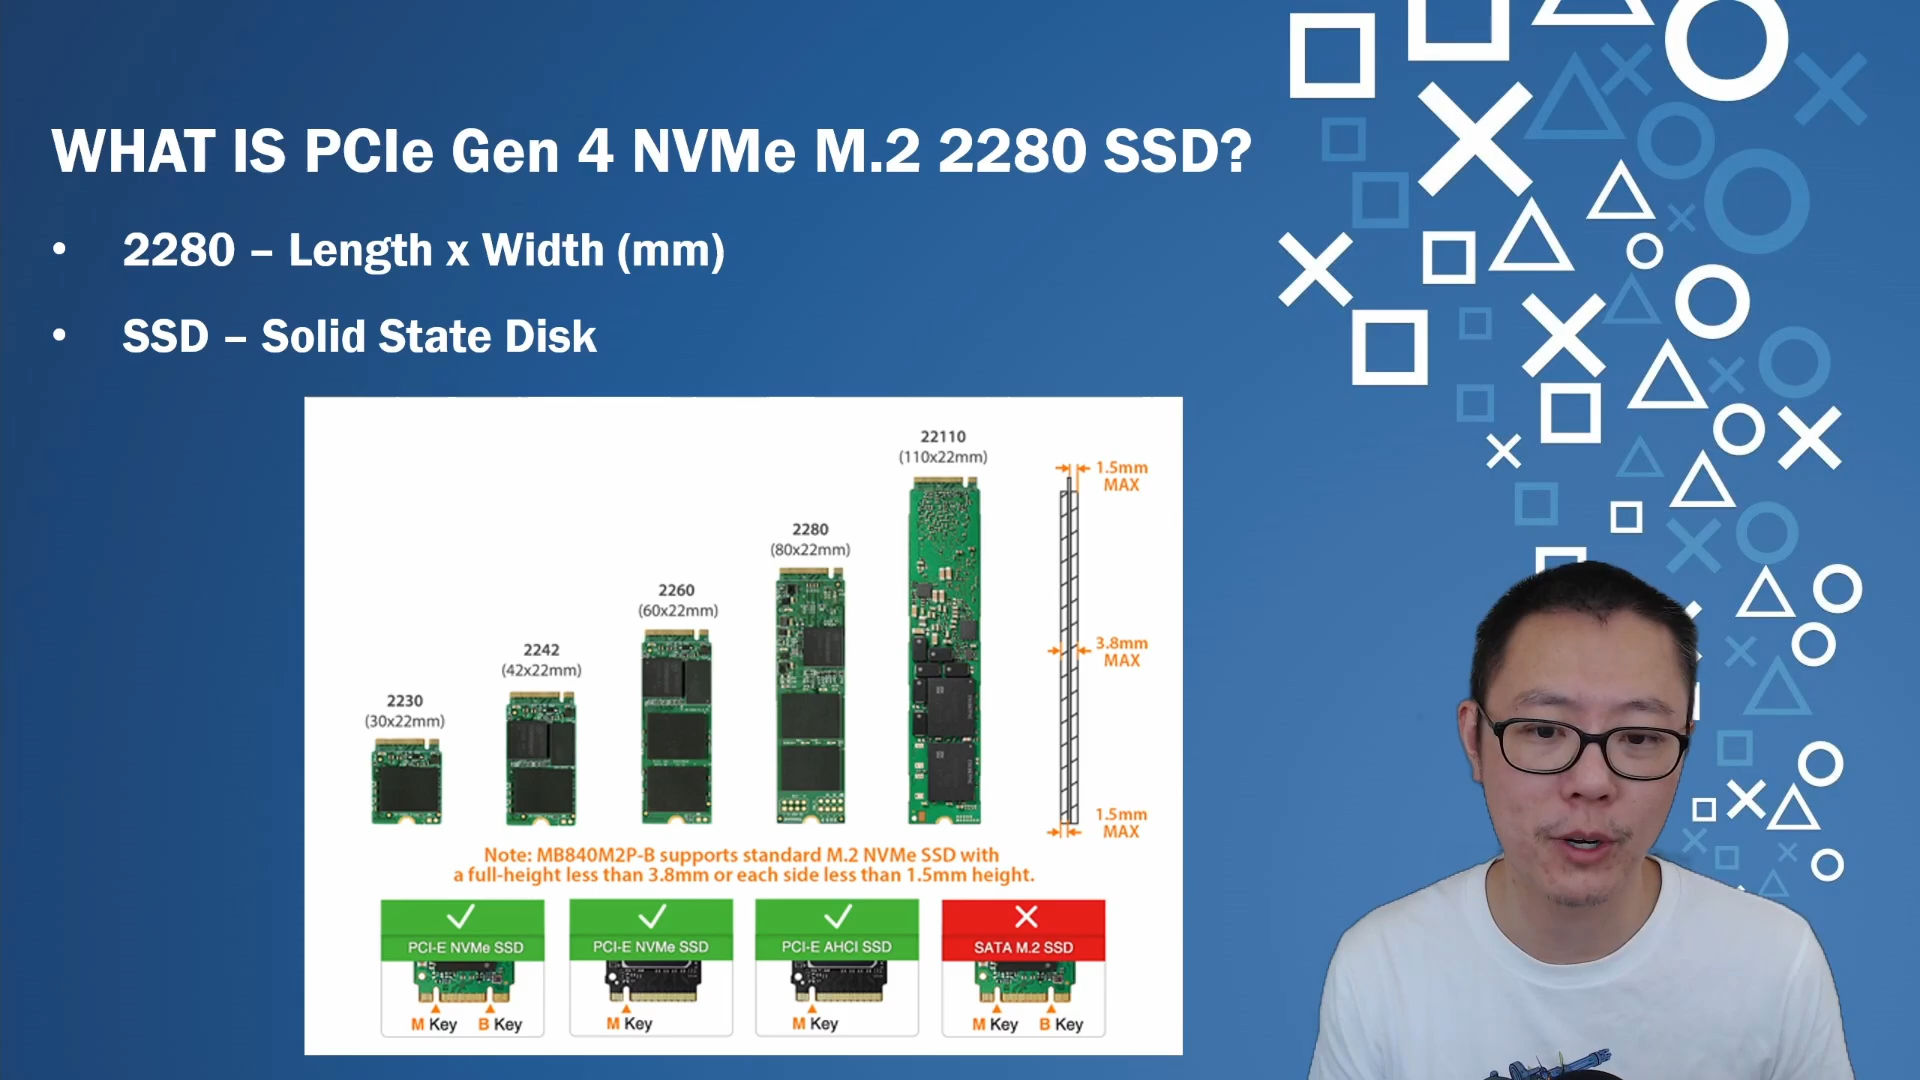 WHAT IS PCIe Gen 4 NVMe M.2 2280 SSD?
• 2280 – Length x Width (mm)
• SSD – Solid State Disk
22110
(110x22mm)
1.5mm
MAX
2280
(80x22mm)
2260
(60x22mm)
3.8mm
MAX
2242
(42x22mm)
2230
(30x22mm)
1.5mm
MAX
Note: MB840M2P-B supports standard M.2 NVMe SSD with
a full-height less than 3.8mm or each side less than 1.5mm height.
PCI-E NVMe SSD
M Key B Key
PCI-E NVMe SSD
M Key
PCI-E AHCI SSD
M Key
SATA M.2 SSD
M Key B Key